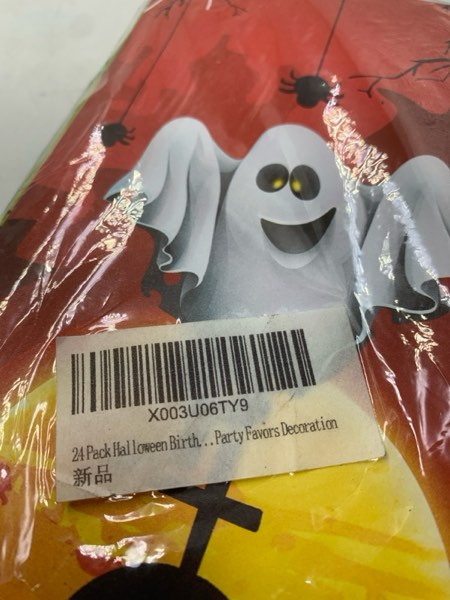 X003U06TY9
24 Pack Halloween Birth...Party Favors Decoration
新品